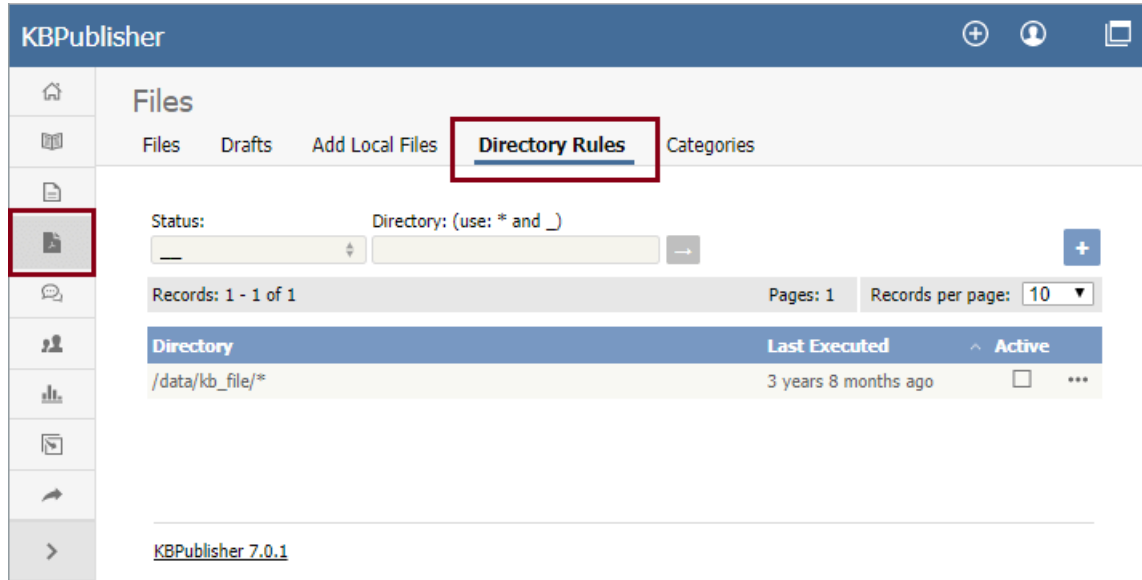 KBPublisher
Files
Files Drafts Add Local Files Directory Rules Categories
Status: Directory: (use: * and _)
__
Records: 1 - 1 of 1 Pages: 1 Records per page: 10
Directory Last Executed Active
/data/kb_file/* 3 years 8 months ago
KBPublisher 7.0.1